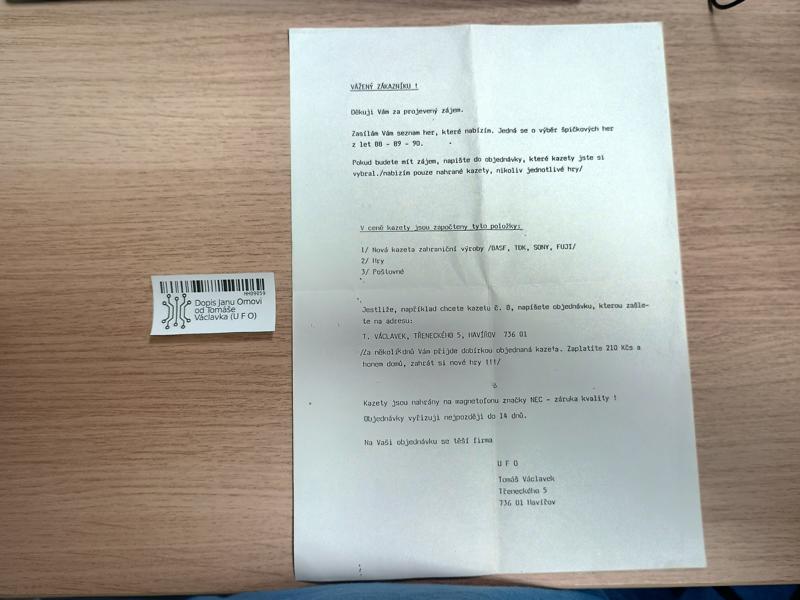 VÁŽENÝ ZÁKAZNÍKU !
Děkuji Vám za projevený zájem.
Zasílám Vám seznam her, které nabízím. Jedná se o výběr špičkových her
z let 88 - 89 - 90.
Pokud budete mít zájem, napište do objednávky, které kazety jste si
vybral./nabízím pouze nahrané kazety, nikoliv jednotlivé hry/
V ceně kazety jsou započteny tyto položky:
1/ Nová kazeta zahraniční výroby /BASF, TDK, SONY, FUJI/
2/ Hry
3/ Poštovné
Jestliže, například chcete kazetu č. 8, napíšete objednávku, kterou zašle-
te na adresu:
T. VÁCLAVEK, TŘENECKÉHO 5, HAVÍŘOV 736 01
/Za několik dnů Vám přijde dobírkou objednaná kazeta. Zaplatíte 210 Kčs a
honem domů, zahrát si nové hry !!!/
Kazety jsou nahrány na magnetofonu značky NEC - záruka kvality !
Objednávky vyřizuji nejpozději do 14 dnů.
Na Vaši objednávku se těší firma
U F O
Tomáš Václavek
Třeneckého 5
736 01 Havířov
HH09059
Dopis Janu Ornovi
od Tomáše
Václavka (U F O)